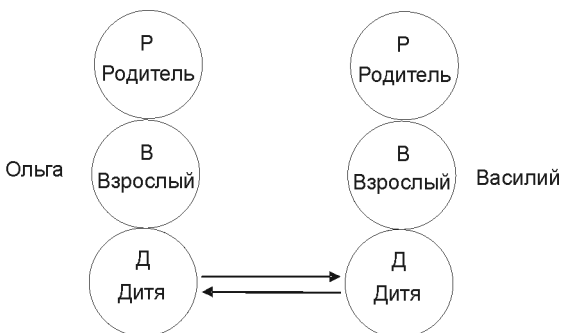 Р
Родитель
Р
Родитель
Ольга
В
Взрослый
В
Взрослый
Василий
Д
Дитя
Д
Дитя